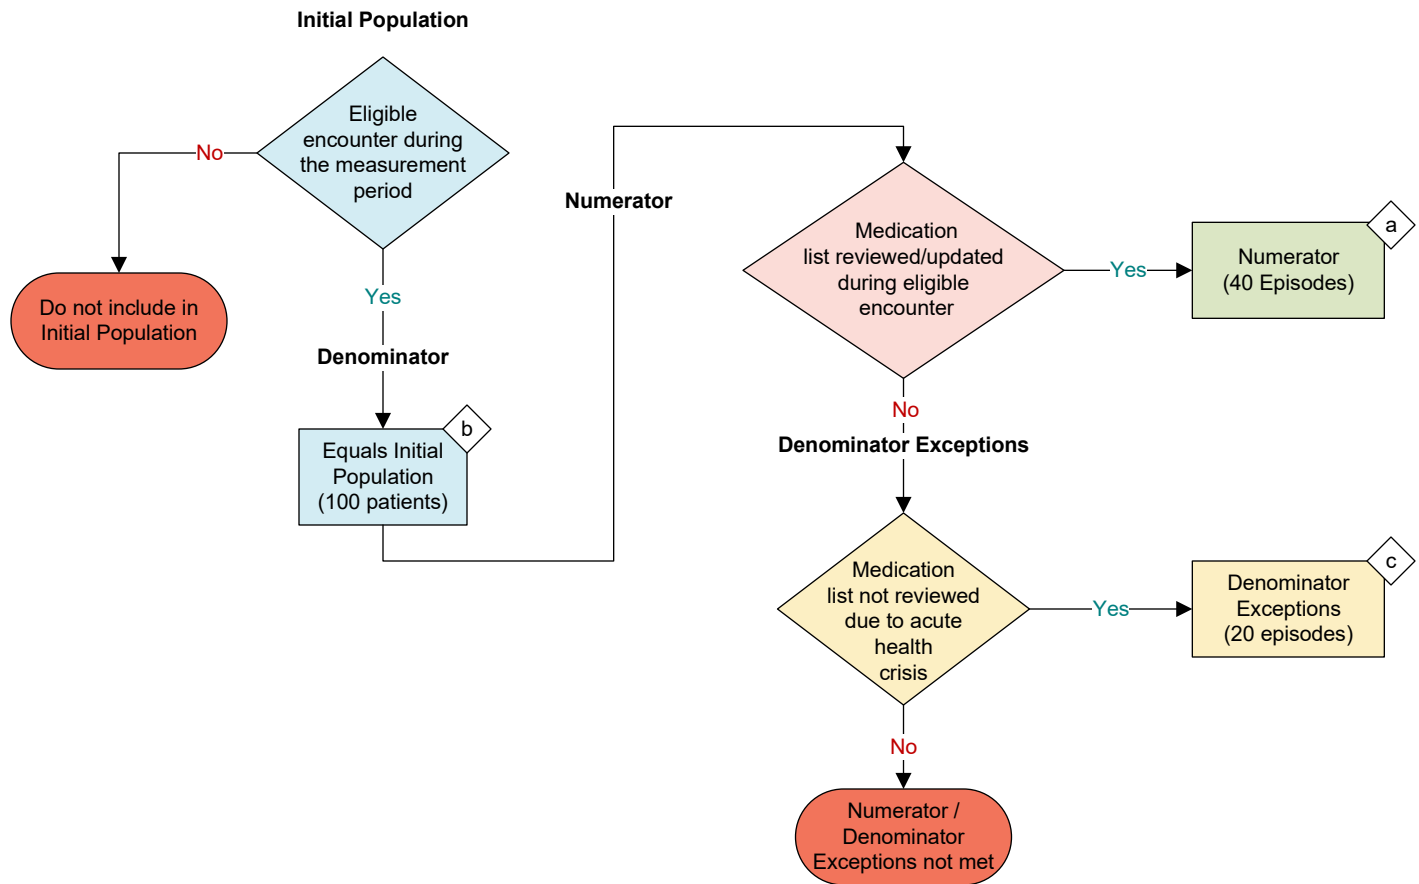 Initial Population
Eligible
encounter during
the measurement
period
No
Do not include in
Initial Population
Yes
Denominator
b
Equals Initial
Population
(100 patients)
Numerator
Medication
list reviewed/updated
during eligible
encounter
Yes
a
Numerator
(40 Episodes)
No
Denominator Exceptions
Medication
list not reviewed
due to acute
health
crisis
Yes
c
Denominator
Exceptions
(20 episodes)
No
Numerator /
Denominator
Exceptions not met